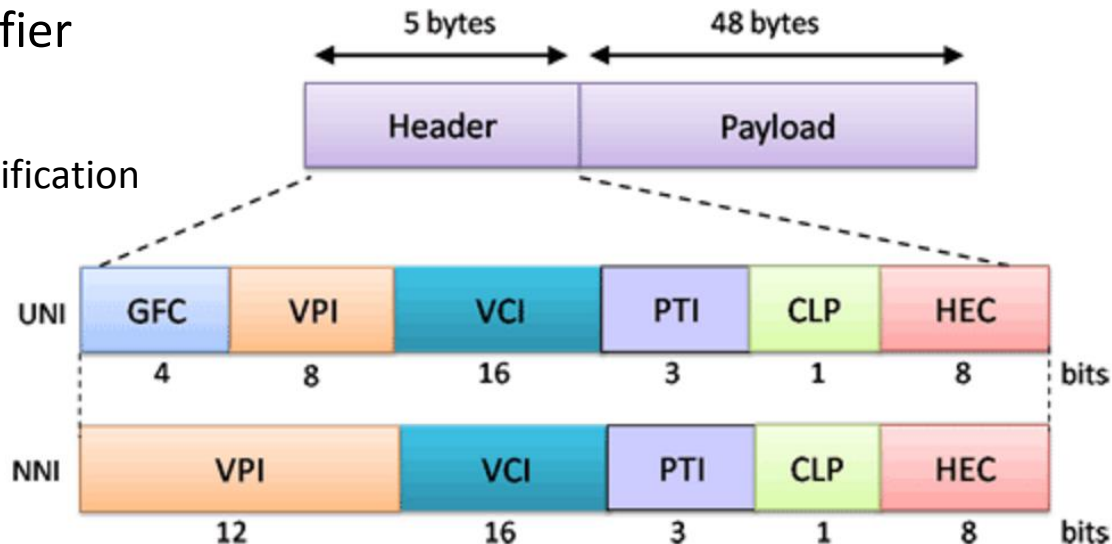 fier
5 bytes 48 bytes
Header Payload
ification
UNI GFC VPI VCI PTI CLP HEC
4 8 16 3 1 8 bits
NNI VPI VCI PTI CLP HEC
12 16 3 1 8 bits